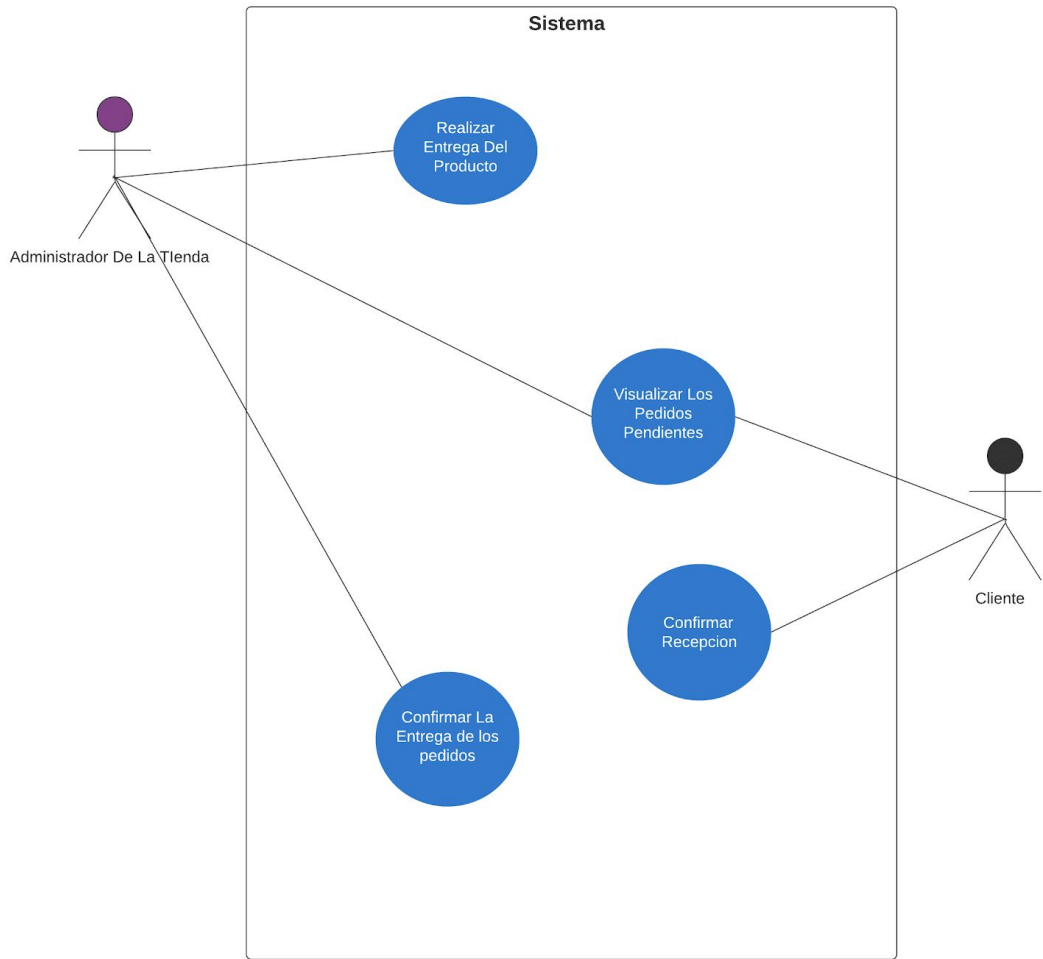 Sistema
Realizar
Entrega Del
Producto
Administrador De La TIenda
Visualizar Los
Pedidos
Pendientes
Cliente
Confirmar
Recepcion
Confirmar La
Entrega de los
pedidos